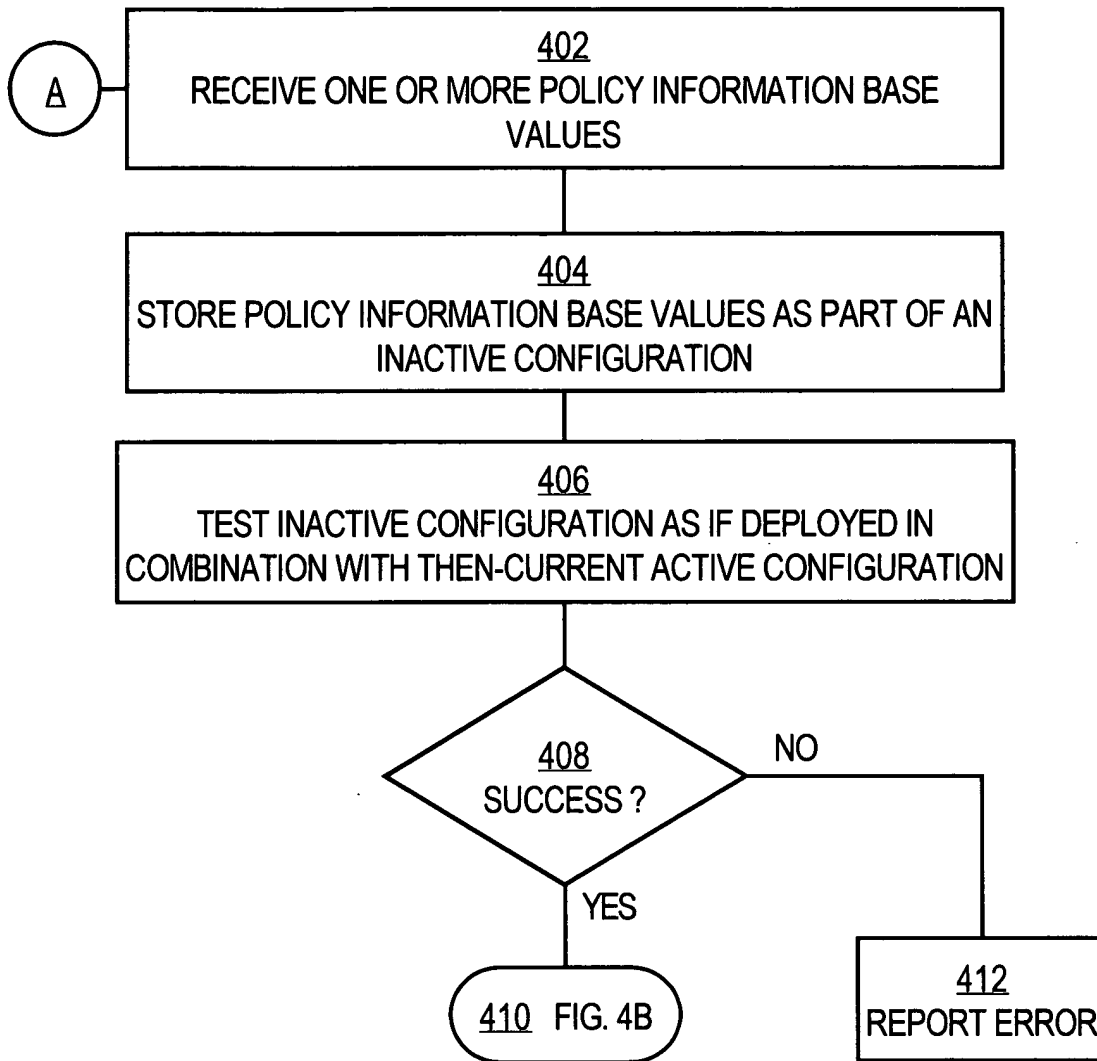 402
A
RECEIVE ONE OR MORE POLICY INFORMATION BASE
VALUES
404
STORE POLICY INFORMATION BASE VALUES AS PART OF AN
INACTIVE CONFIGURATION
406
TEST INACTIVE CONFIGURATION AS IF DEPLOYED IN
COMBINATION WITH THEN-CURRENT ACTIVE CONFIGURATION
408
SUCCESS ?
NO
YES
410 FIG. 4B
412
REPORT ERROR